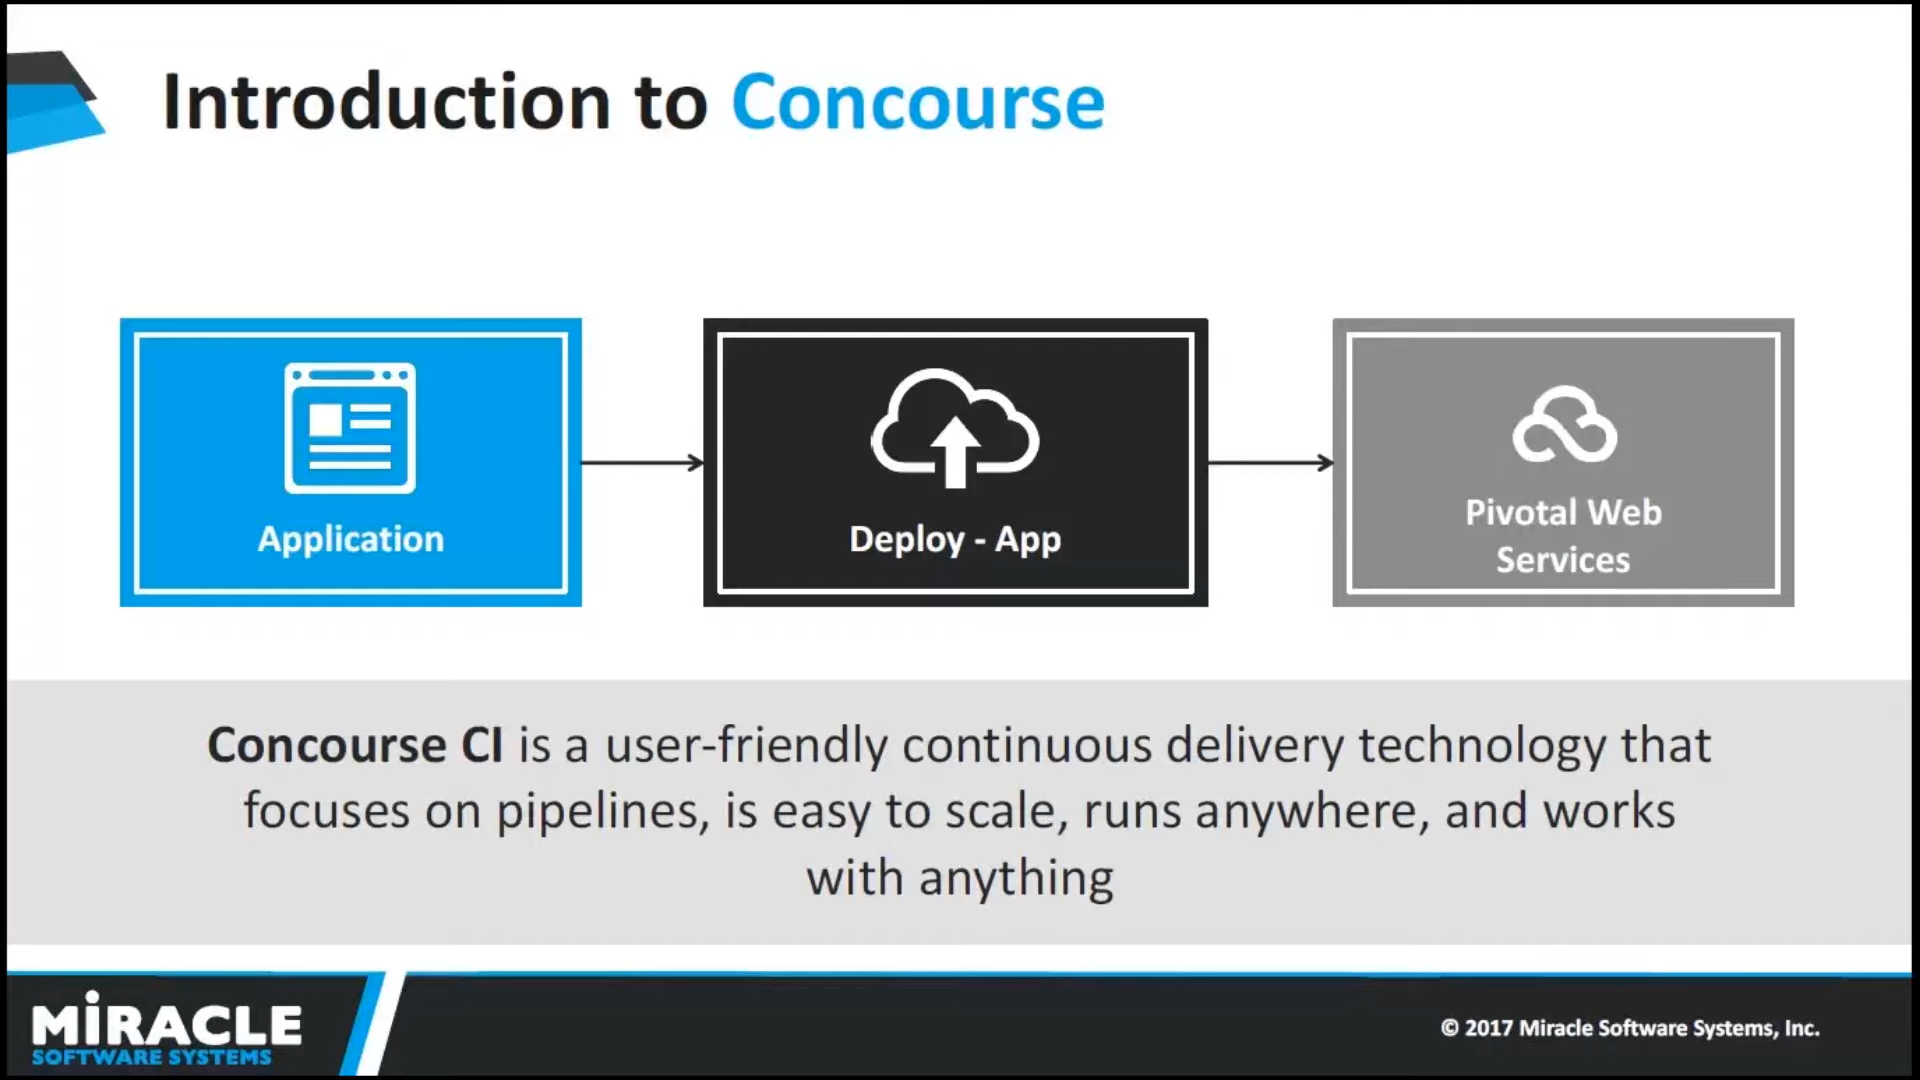 Introduction to Concourse
Application
Deploy - App
Pivotal Web
Services
Concourse CI is a user-friendly continuous delivery technology that
focuses on pipelines, is easy to scale, runs anywhere, and works
with anything
MiRACLE
SOFTWARE SYSTEMS
© 2017 Miracle Software Systems, Inc.